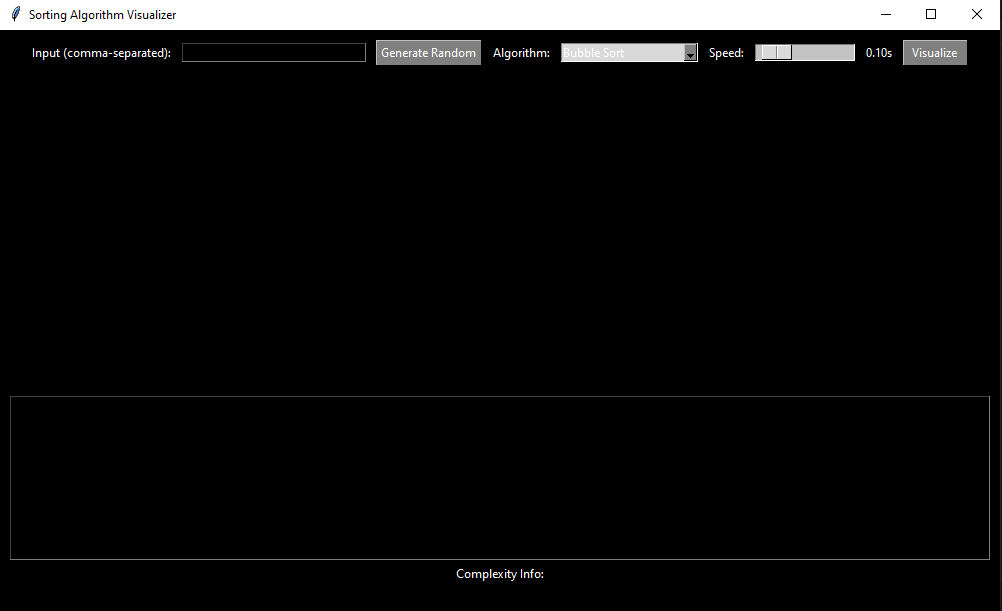 Sorting Algorithm Visualizer
Input (comma-separated): Generate Random Algorithm: Bubble Sort Speed: 0.10s Visualize
Complexity Info: